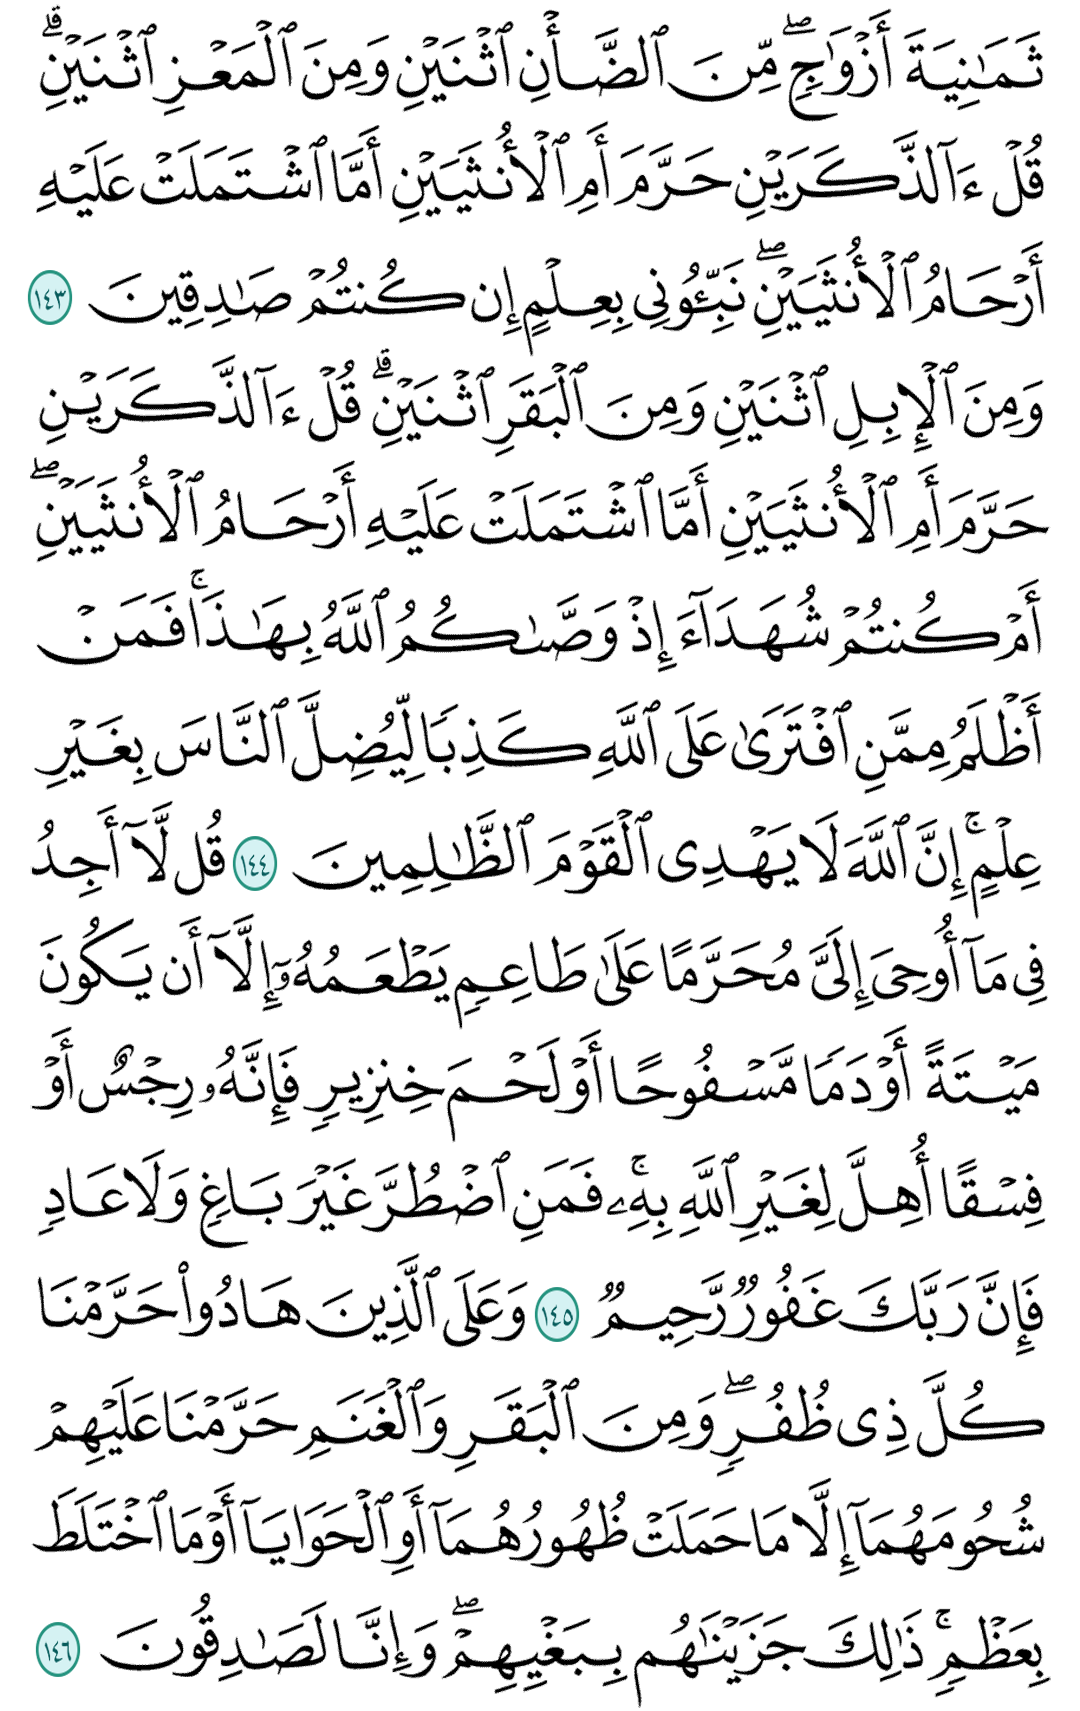 ثَمَٰنِيَةَ أَزْوَٰجٍۖ مِّنَ ٱلضَّأْنِ ٱثْنَيْنِ وَمِنَ ٱلْمَعْزِ ٱثْنَيْنِۗ
قُلْ ءَآلذَّكَرَيْنِ حَرَّمَ أَمِ ٱلْأُنثَيَيْنِ أَمَّا ٱشْتَمَلَتْ عَلَيْهِ
أَرْحَامُ ٱلْأُنثَيَيْنِۖ نَبِّـُٔونِى بِعِلْمٍ إِن كُنتُمْ صَٰدِقِينَ ١٤٣
وَمِنَ ٱلْإِبِلِ ٱثْنَيْنِ وَمِنَ ٱلْبَقَرِ ٱثْنَيْنِۗ قُلْ ءَآلذَّكَرَيْنِ
حَرَّمَ أَمِ ٱلْأُنثَيَيْنِ أَمَّا ٱشْتَمَلَتْ عَلَيْهِ أَرْحَامُ ٱلْأُنثَيَيْنِۖ
أَمْ كُنتُمْ شُهَدَآءَ إِذْ وَصَّىٰكُمُ ٱللَّهُ بِهَٰذَاۚ فَمَنْ
أَظْلَمُ مِمَّنِ ٱفْتَرَىٰ عَلَى ٱللَّهِ كَذِبًا لِّيُضِلَّ ٱلنَّاسَ بِغَيْرِ
عِلْمٍۚ إِنَّ ٱللَّهَ لَا يَهْدِى ٱلْقَوْمَ ٱلظَّٰلِمِينَ ١٤٤ قُل لَّآ أَجِدُ
فِى مَآ أُوحِىَ إِلَىَّ مُحَرَّمًا عَلَىٰ طَاعِمٍ يَطْعَمُهُۥٓ إِلَّآ أَن يَكُونَ
مَيْتَةً أَوْ دَمًا مَّسْفُوحًا أَوْ لَحْمَ خِنزِيرٍ فَإِنَّهُۥ رِجْسٌ أَوْ
فِسْقًا أُهِلَّ لِغَيْرِ ٱللَّهِ بِهِۦۚ فَمَنِ ٱضْطُرَّ غَيْرَ بَاغٍ وَلَا عَادٍ
فَإِنَّ رَبَّكَ غَفُورٌ رَّحِيمٌ ١٤٥ وَعَلَى ٱلَّذِينَ هَادُوا۟ حَرَّمْنَا
كُلَّ ذِى ظُفُرٍۖ وَمِنَ ٱلْبَقَرِ وَٱلْغَنَمِ حَرَّمْنَا عَلَيْهِمْ
شُحُومَهُمَآ إِلَّا مَا حَمَلَتْ ظُهُورُهُمَآ أَوِ ٱلْحَوَايَآ أَوْ مَا ٱخْتَلَطَ
بِعَظْمٍۚ ذَٰلِكَ جَزَيْنَٰهُم بِبَغْيِهِمْۖ وَإِنَّا لَصَٰدِقُونَ ١٤٦